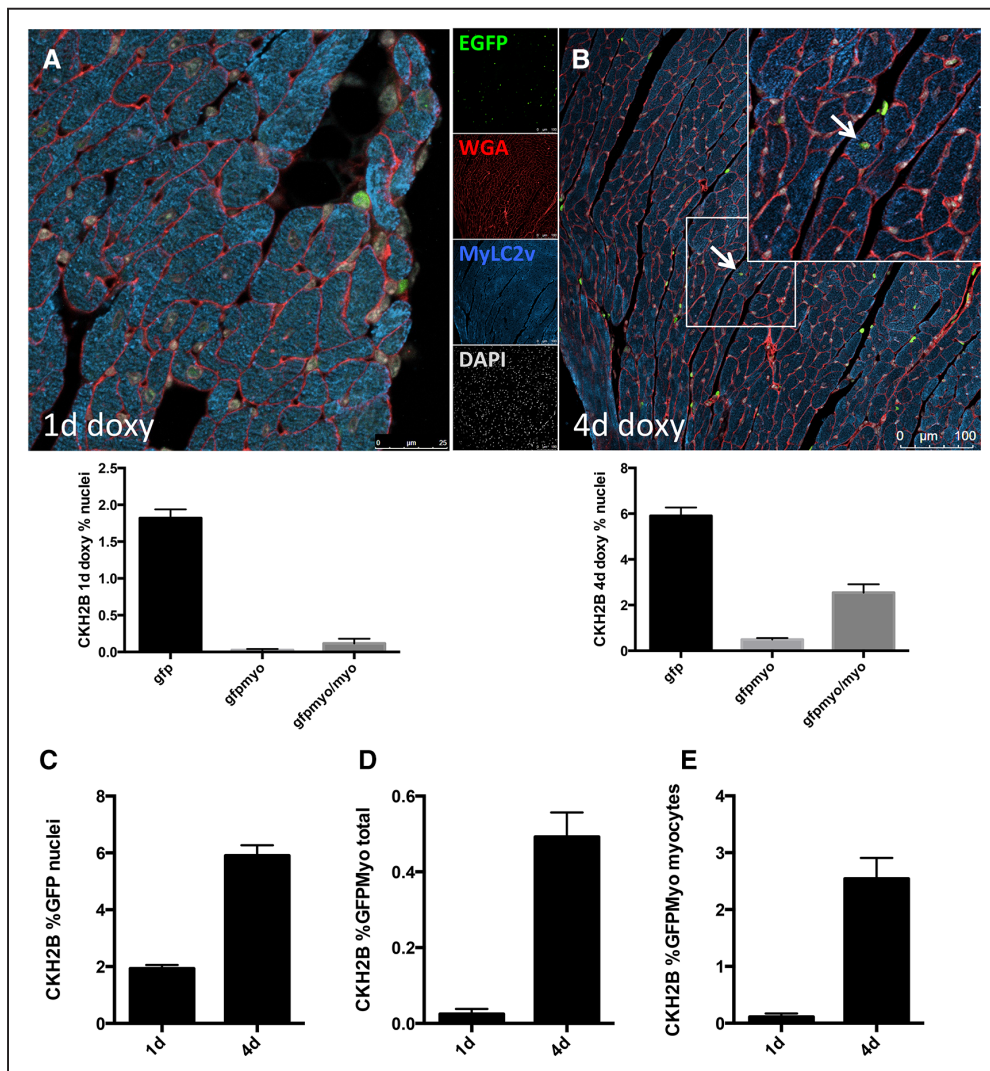 A
1d doxy
0 µm 25
EGFP
WGA
MyLC2v
DAPI
B
4d doxy
0 µm 100
CKH2B 1d doxy % nuclei
2.5
2.0
1.5
1.0
0.5
0.0
gfp
gfpmyo
gfpmyo/myo
CKH2B 4d doxy % nuclei
8
6
4
2
0
gfp
gfpmyo
gfpmyo/myo
C
CKH2B %GFP nuclei
8
6
4
2
0
1d
4d
D
CKH2B %GFPMyo total
0.6
0.4
0.2
0.0
1d
4d
E
CKH2B %GFPMyo myocytes
4
3
2
1
0
1d
4d